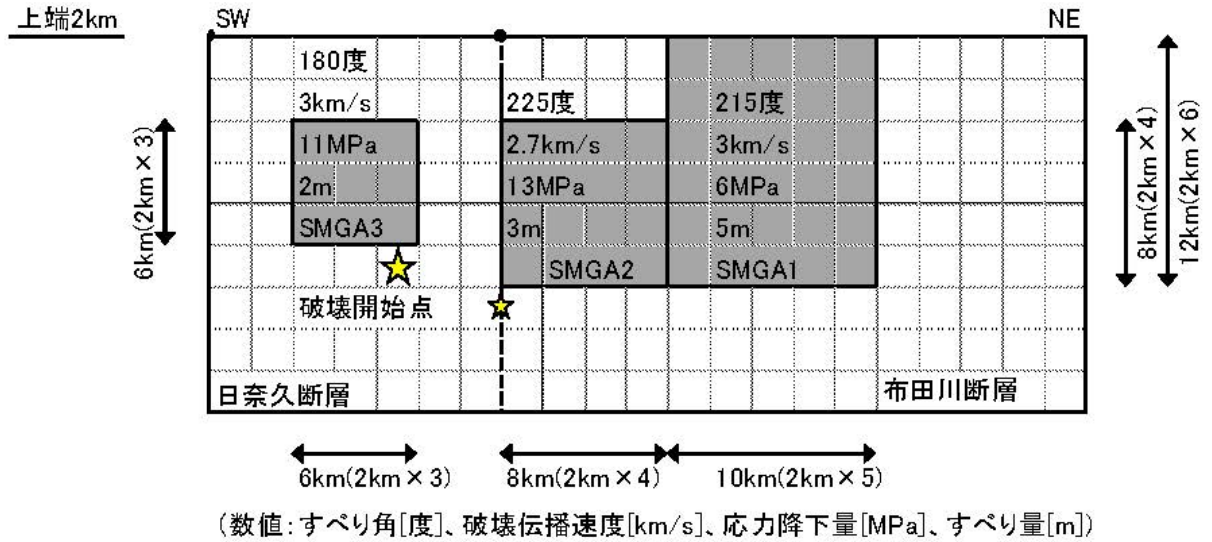 上端2km
SW
NE
180度
3km/s
11MPa
2m
SMGA3
破壊開始点
225度
2.7km/s
13MPa
3m
SMGA2
215度
3km/s
6MPa
5m
SMGA1
日奈久断層
布田川断層
6km(2km×3)
8km(2km×4)
12km(2km×6)
6km(2km×3)
8km(2km×4)
10km(2km×5)
(数値:すべり角[度]、破壊伝播速度[km/s]、応力降下量[MPa]、すべり量[m])